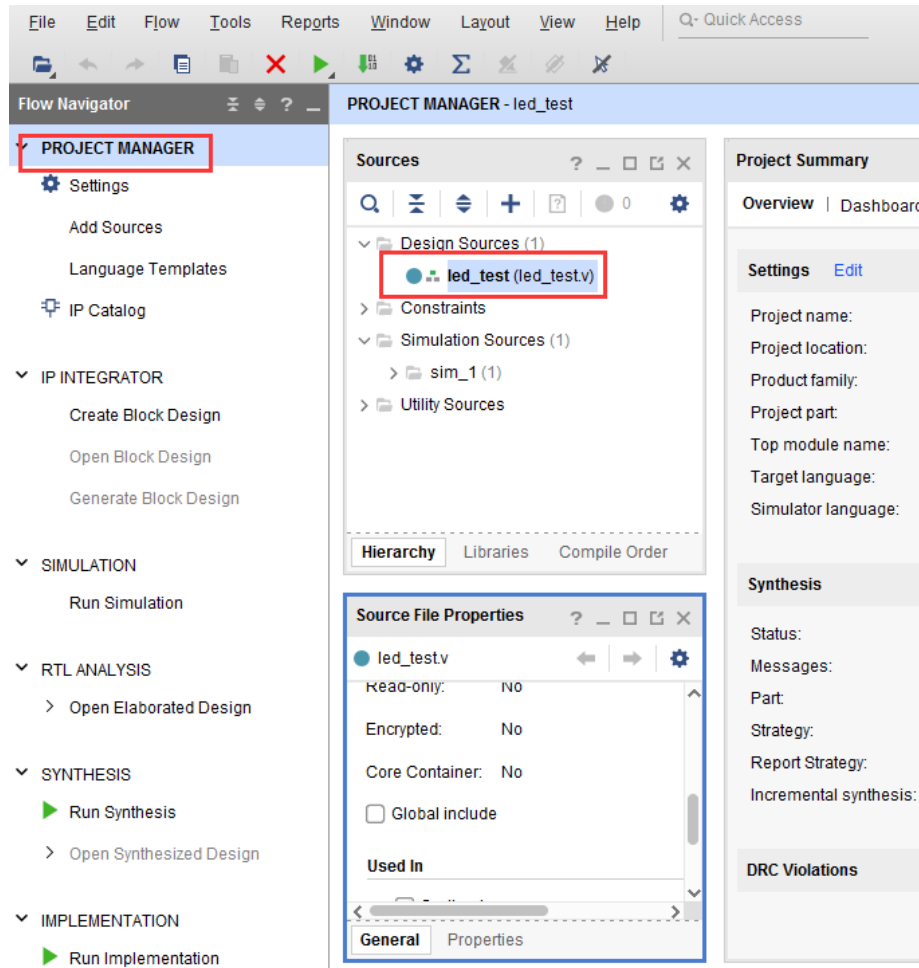 File Edit Flow Tools Reports Window Layout View Help Q- Quick Access
Flow Navigator
PROJECT MANAGER
Settings
Add Sources
Language Templates
IP Catalog
IP INTEGRATOR
Create Block Design
Open Block Design
Generate Block Design
SIMULATION
Run Simulation
RTL ANALYSIS
Open Elaborated Design
SYNTHESIS
Run Synthesis
Open Synthesized Design
IMPLEMENTATION
Run Implementation
PROJECT MANAGER - led_test
Sources
0
Design Sources (1)
led_test (led_test.v)
Constraints
Simulation Sources (1)
sim_1 (1)
Utility Sources
Hierarchy Libraries Compile Order
Source File Properties
led_test.v
Read-only: No
Encrypted: No
Core Container: No
Global include
Used In
General Properties
Project Summary
Overview | Dashboard
Settings Edit
Project name:
Project location:
Product family:
Project part:
Top module name:
Target language:
Simulator language:
Synthesis
Status:
Messages:
Part:
Strategy:
Report Strategy:
Incremental synthesis:
DRC Violations